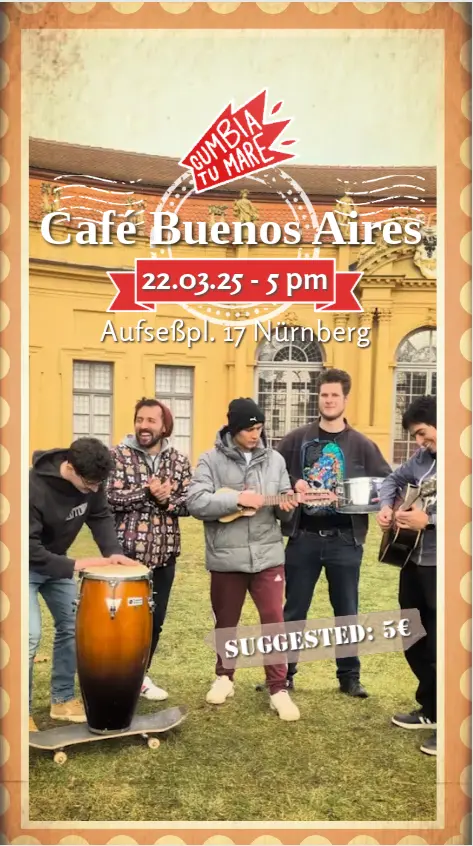 CUMBIA
TU MARE
Café Buenos Aires
22.03.25 - 5 pm
Aufseßpl. 17 Nürnberg
SUGGESTED: 5€